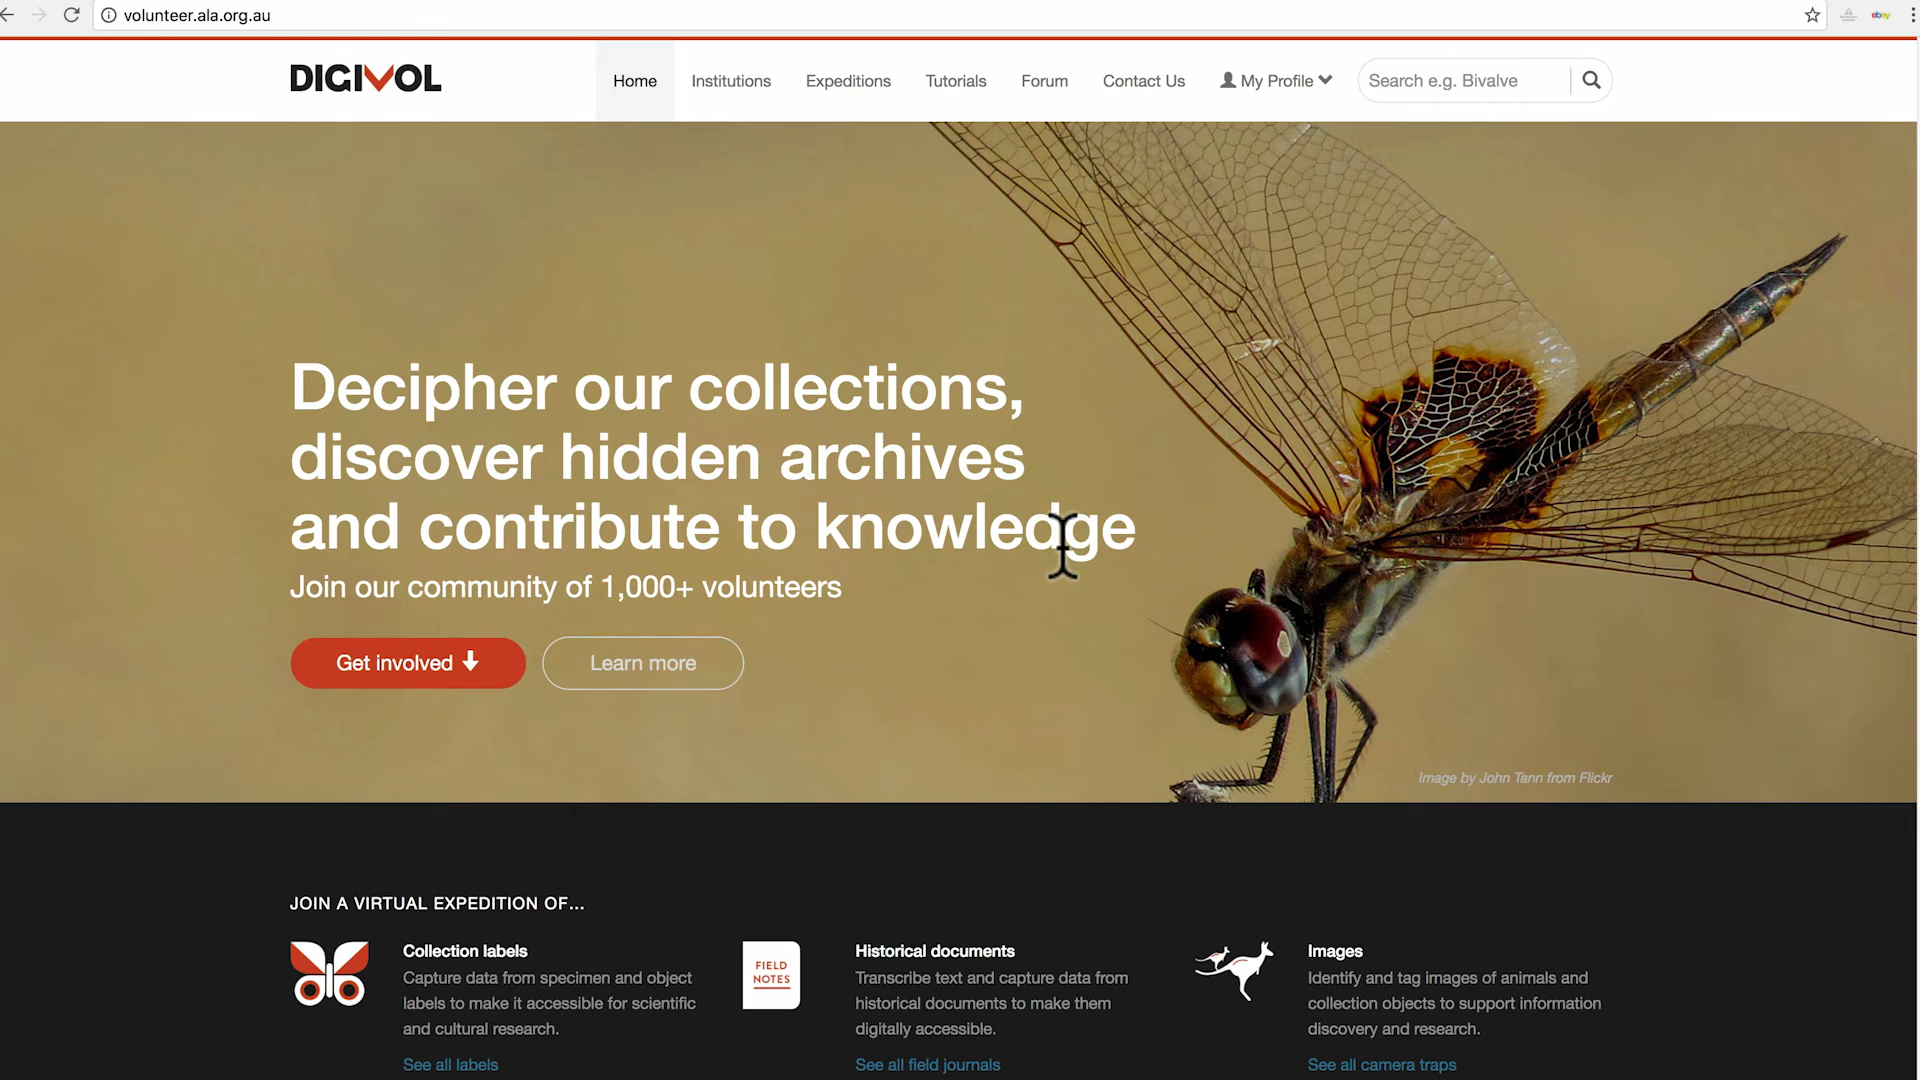 volunteer.ala.org.au
ebay
DIGIVOL
Home
Institutions
Expeditions
Tutorials
Forum
Contact Us
My Profile
Search e.g. Bivalve
Decipher our collections,
discover hidden archives
and contribute to knowledge
Join our community of 1,000+ volunteers
Get involved
Learn more
Image by John Tann from Flickr
JOIN A VIRTUAL EXPEDITION OF...
Collection labels
Capture data from specimen and object
labels to make it accessible for scientific
and cultural research.
See all labels
FIELD
NOTES
Historical documents
Transcribe text and capture data from
historical documents to make them
digitally accessible.
See all field journals
Images
Identify and tag images of animals and
collection objects to support information
discovery and research.
See all camera traps